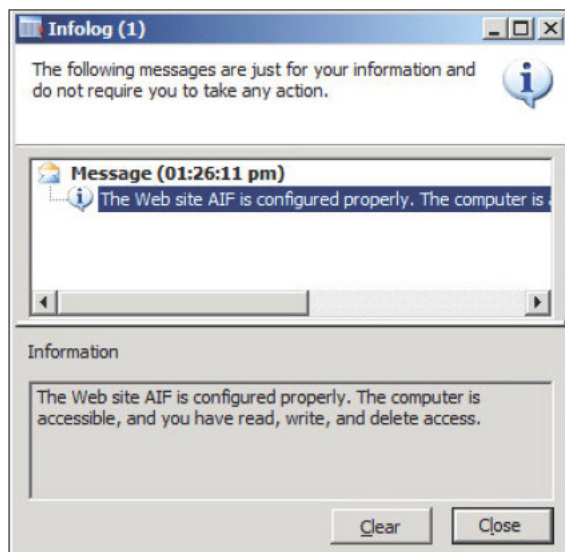 Infolog (1)
The following messages are just for your information and
do not require you to take any action.
Message (01:26:11 pm)
The Web site AIF is configured properly. The computer is
Information
The Web site AIF is configured properly. The computer is
accessible, and you have read, write, and delete access.
Clear
Close